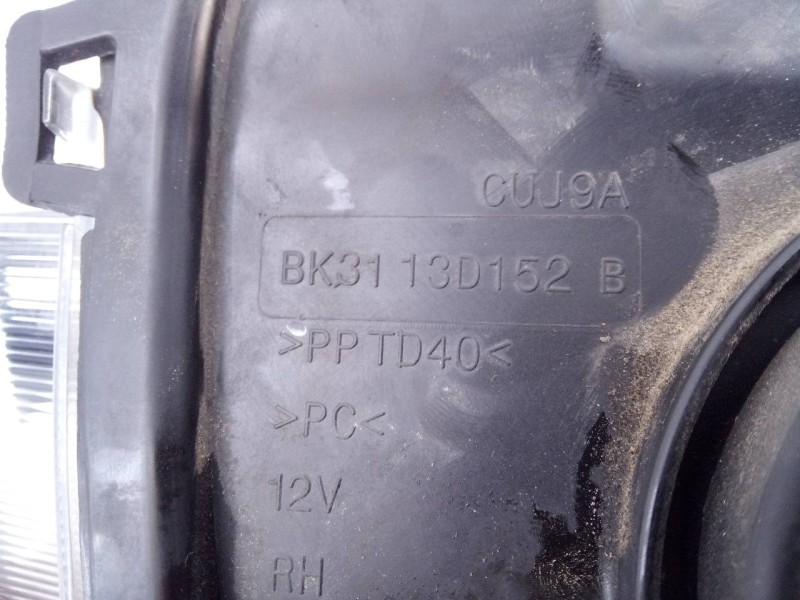 CUJ9A
BK31 13D152 B
>PP TD40<
>PC<
12V
RH